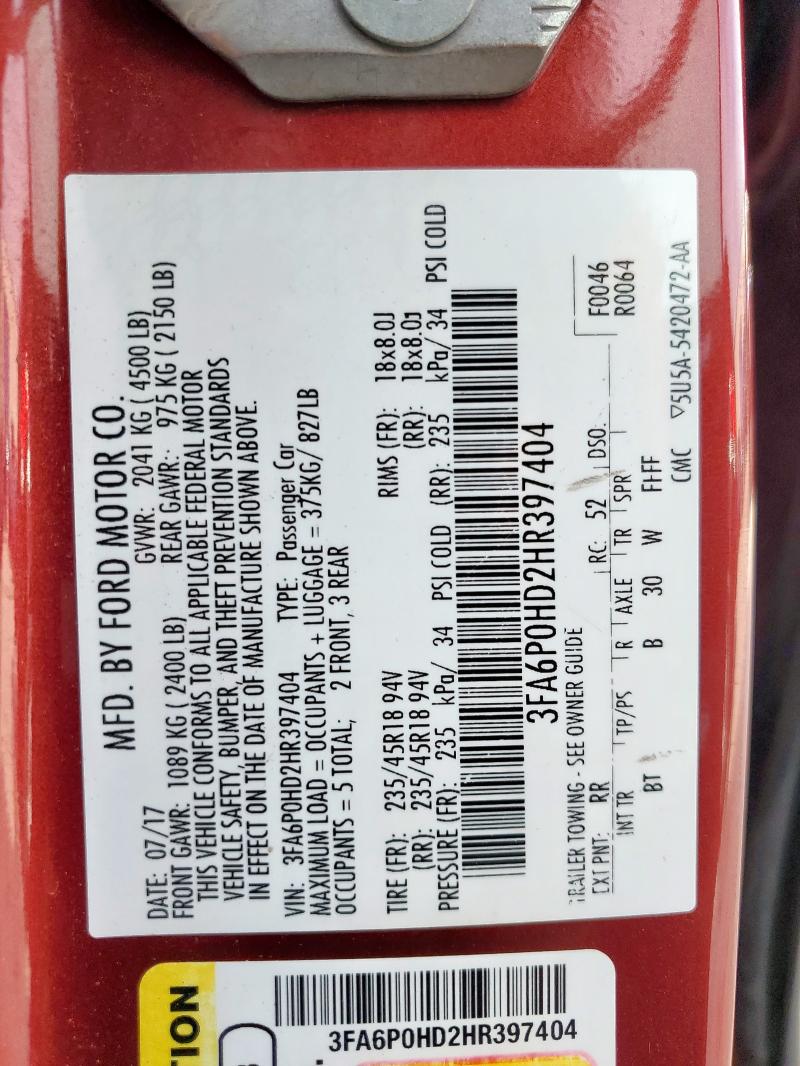 MFD. BY FORD MOTOR CO.
DATE: 07/17 GVWR: 2041 KG ( 4500 LB)
FRONT GAWR: 1089 KG ( 2400 LB) REAR GAWR: 975 KG ( 2150 LB)
THIS VEHICLE CONFORMS TO ALL APPLICABLE FEDERAL MOTOR
VEHICLE SAFETY, BUMPER, AND THEFT PREVENTION STANDARDS
IN EFFECT ON THE DATE OF MANUFACTURE SHOWN ABOVE.
VIN: 3FA6P0HD2HR397404 TYPE: Passenger Car
MAXIMUM LOAD = OCCUPANTS + LUGGAGE = 375KG/ 827LB
OCCUPANTS = 5 TOTAL; 2 FRONT, 3 REAR
TIRE (FR): 235/45R18 94V RIMS (FR): 18x8.0J
(RR): 235/45R18 94V (RR): 18x8.0J
PRESSURE (FR): 235 kPa/ 34 PSI COLD (RR): 235 kPa/ 34 PSI COLD
3FA6P0HD2HR397404
TRAILER TOWING - SEE OWNER GUIDE
EXT PNT: RR RC: 52 DSO: F0046
R0064
INT TR TP/PS R AXLE TR SPR
BT B 30 W FHFF
CMC ▽5U5A-5420472-AA
TION
3FA6P0HD2HR397404